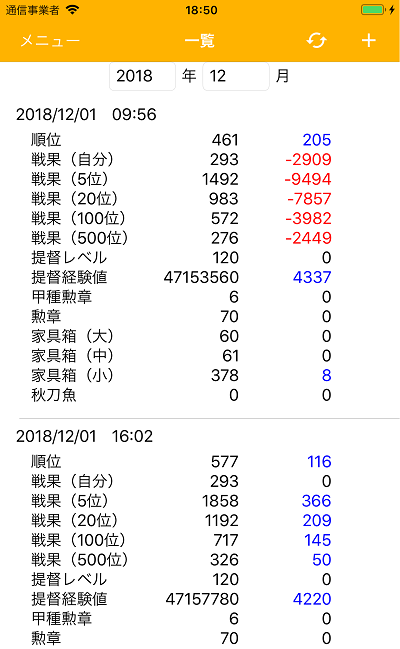 通信事業者 18:50
メニュー 一覧
2018 年 12 月
2018/12/01 09:56
順位 461 205
戦果（自分） 293 -2909
戦果（5位） 1492 -9494
戦果（20位） 983 -7857
戦果（100位） 572 -3982
戦果（500位） 276 -2449
提督レベル 120 0
提督経験値 47153560 4337
甲種勲章 6 0
勲章 70 0
家具箱（大） 60 0
家具箱（中） 61 0
家具箱（小） 378 8
秋刀魚 0 0
2018/12/01 16:02
順位 577 116
戦果（自分） 293 0
戦果（5位） 1858 366
戦果（20位） 1192 209
戦果（100位） 717 145
戦果（500位） 326 50
提督レベル 120 0
提督経験値 47157780 4220
甲種勲章 6 0
勲章 70 0